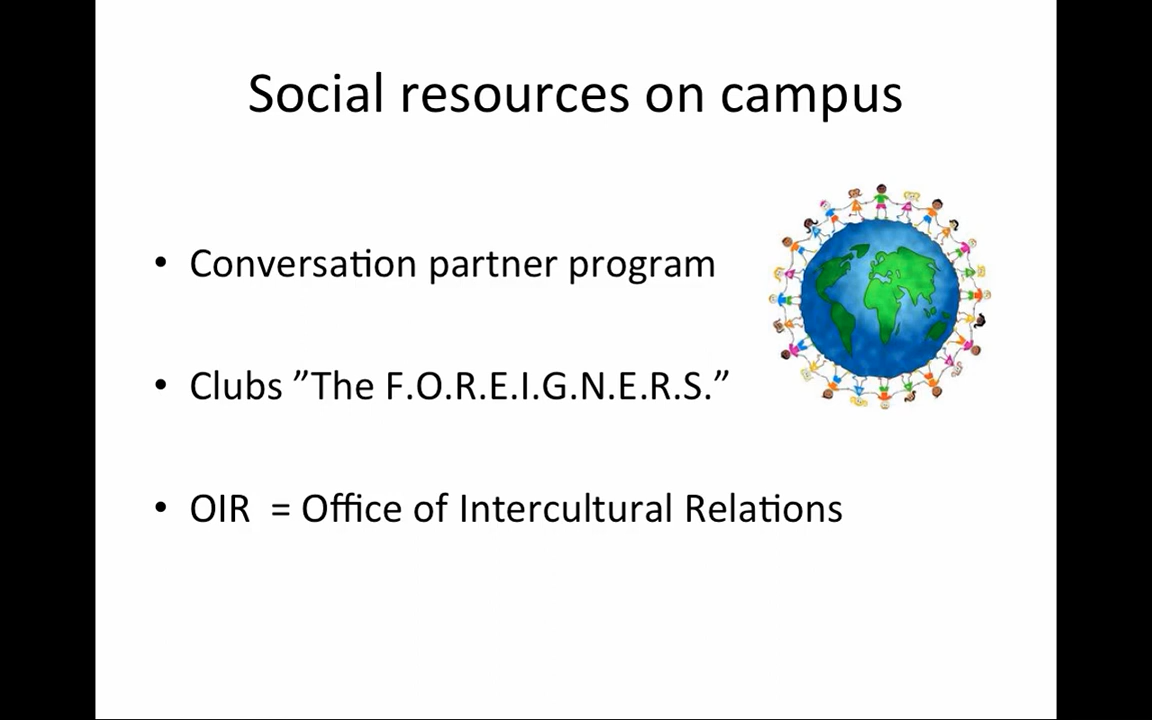 Social resources on campus
• Conversation partner program
• Clubs ”The F.O.R.E.I.G.N.E.R.S.”
• OIR = Office of Intercultural Relations